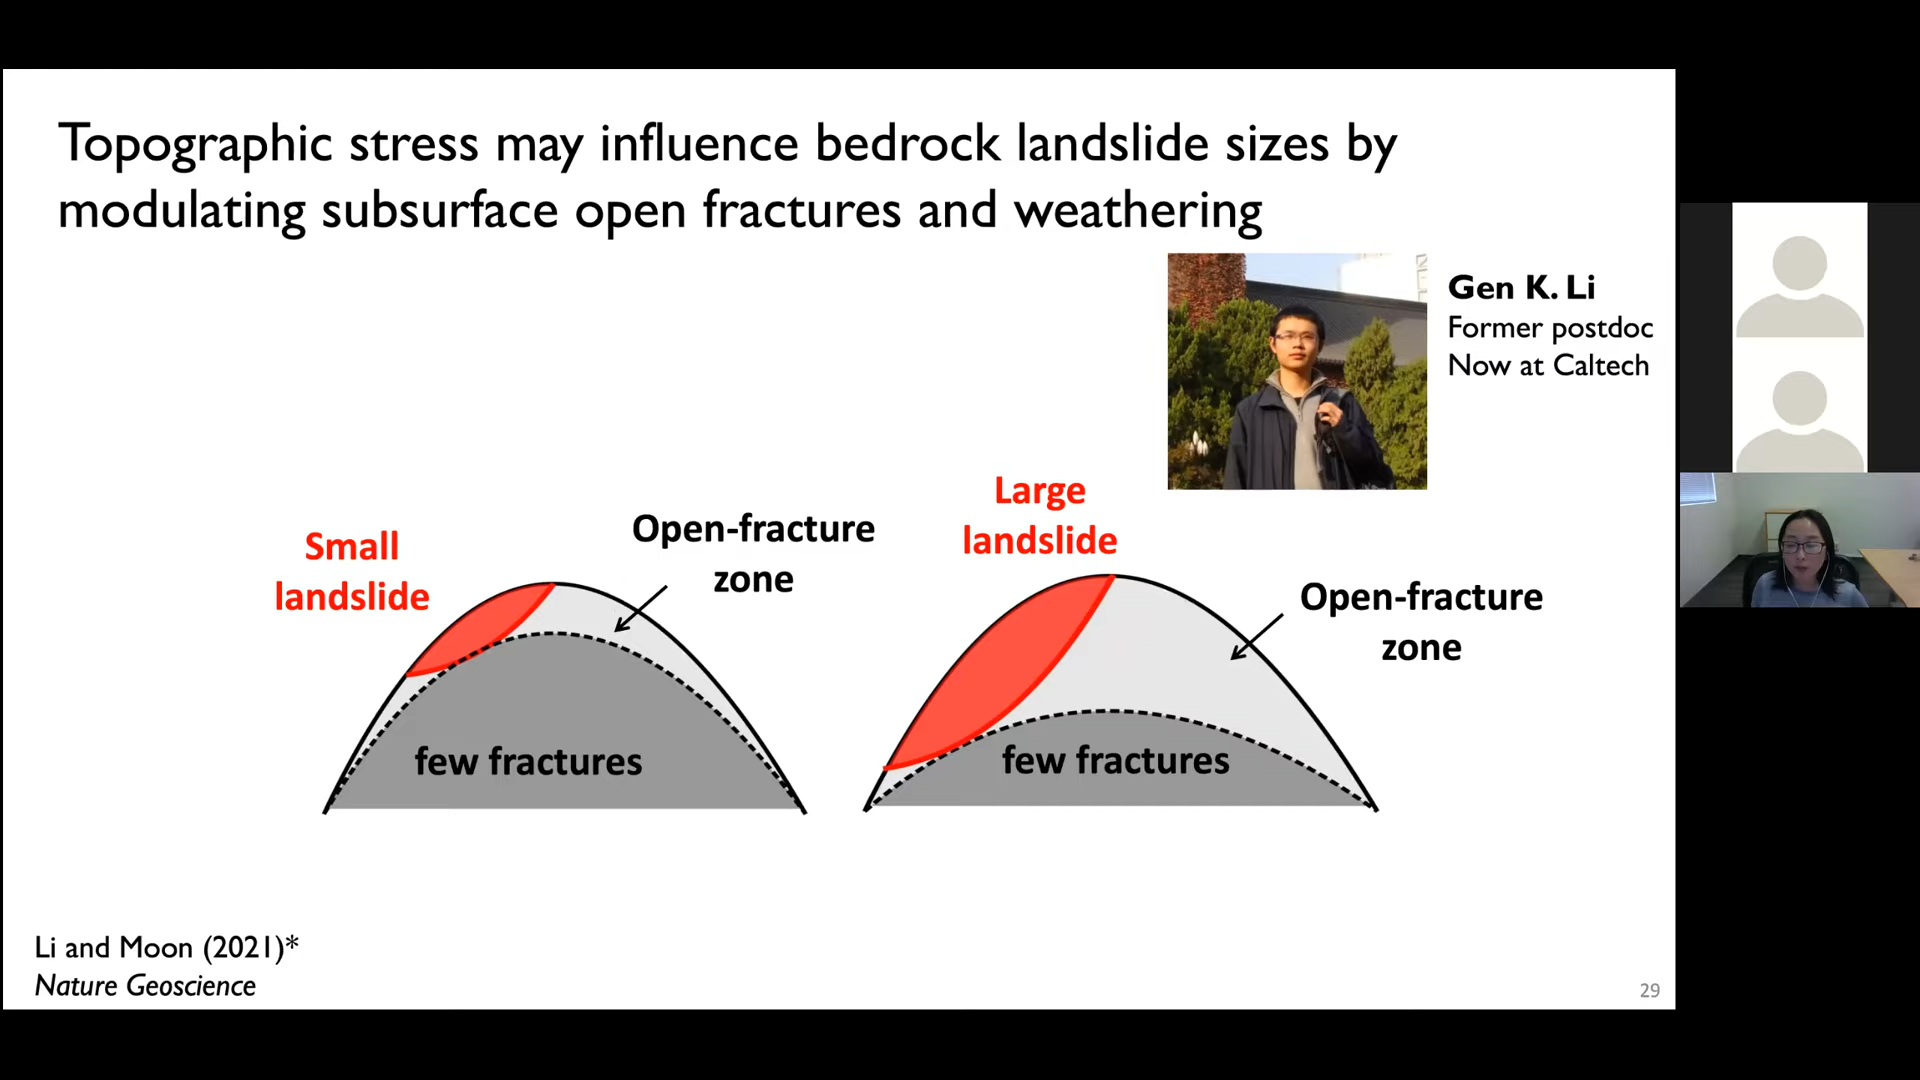 Topographic stress may influence bedrock landslide sizes by
modulating subsurface open fractures and weathering
Gen K. Li
Former postdoc
Now at Caltech
Small
landslide
Open-fracture
zone
few fractures
Large
landslide
Open-fracture
zone
few fractures
Li and Moon (2021)*
Nature Geoscience
29